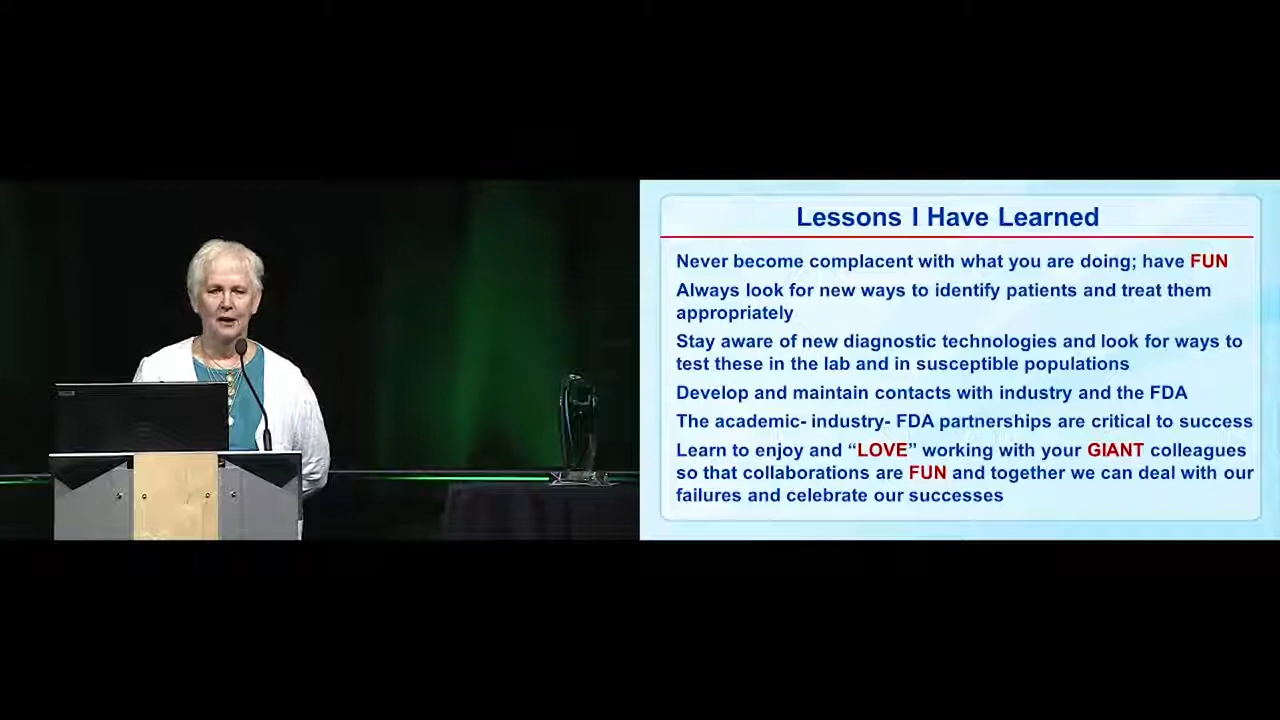 Lessons I Have Learned
Never become complacent with what you are doing; have FUN
Always look for new ways to identify patients and treat them
appropriately
Stay aware of new diagnostic technologies and look for ways to
test these in the lab and in susceptible populations
Develop and maintain contacts with industry and the FDA
The academic- industry- FDA partnerships are critical to success
Learn to enjoy and “LOVE” working with your GIANT colleagues
so that collaborations are FUN and together we can deal with our
failures and celebrate our successes